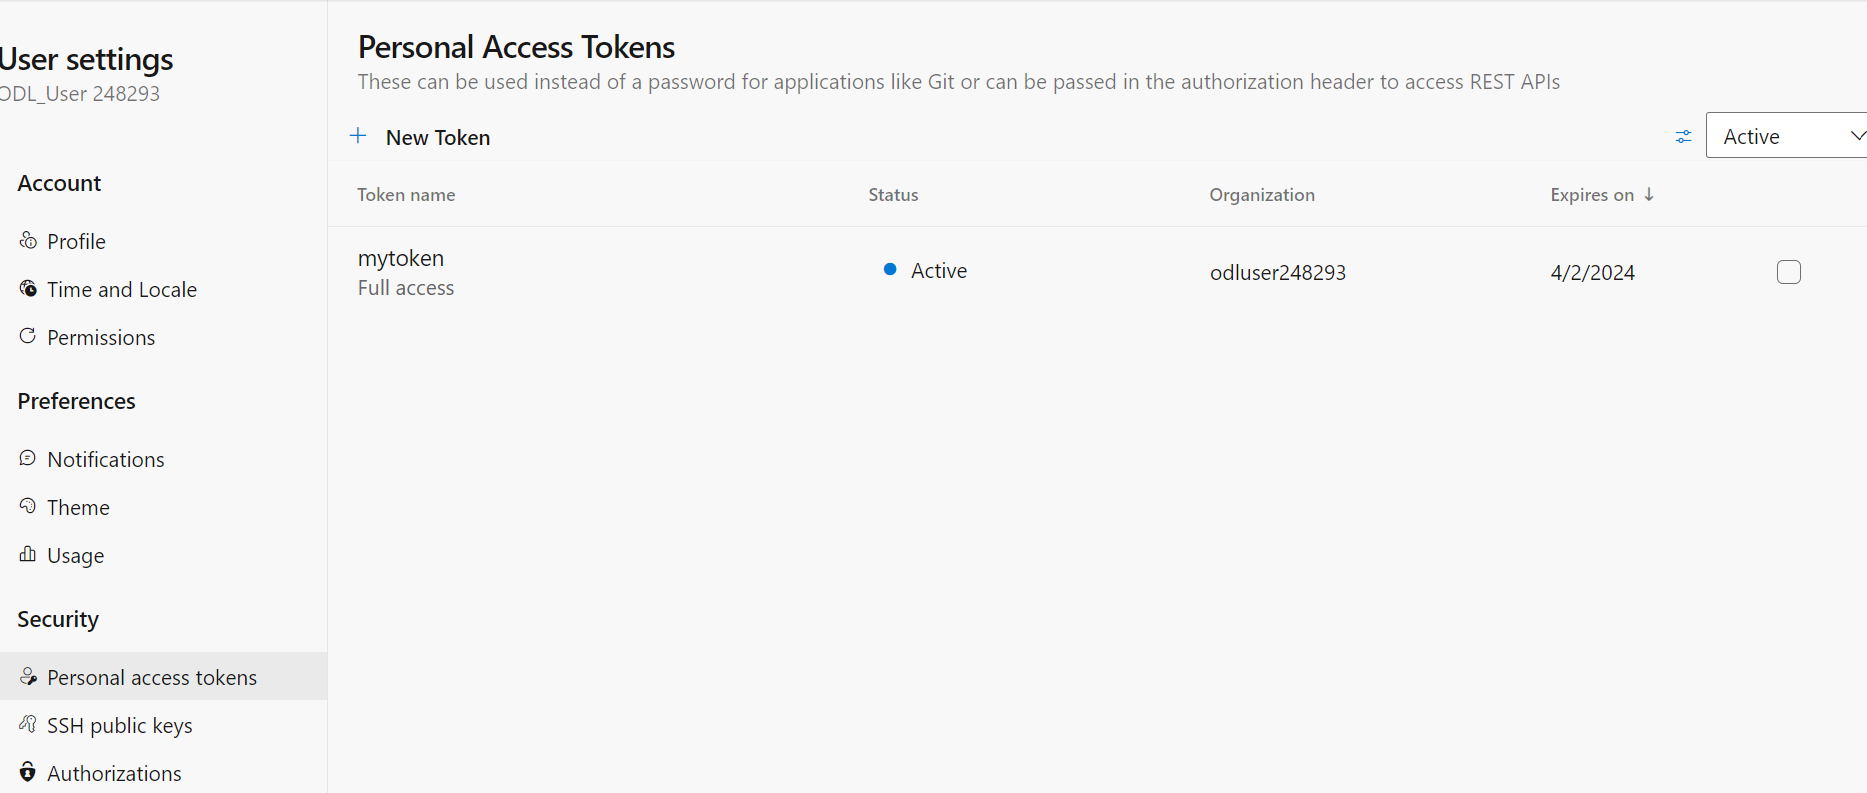 User settings
ODL_User 248293
Account
Profile
Time and Locale
Permissions
Preferences
Notifications
Theme
Usage
Security
Personal access tokens
SSH public keys
Authorizations
Personal Access Tokens
These can be used instead of a password for applications like Git or can be passed in the authorization header to access REST APIs
New Token
Active
Token name Status Organization Expires on
mytoken Active odluser248293 4/2/2024
Full access